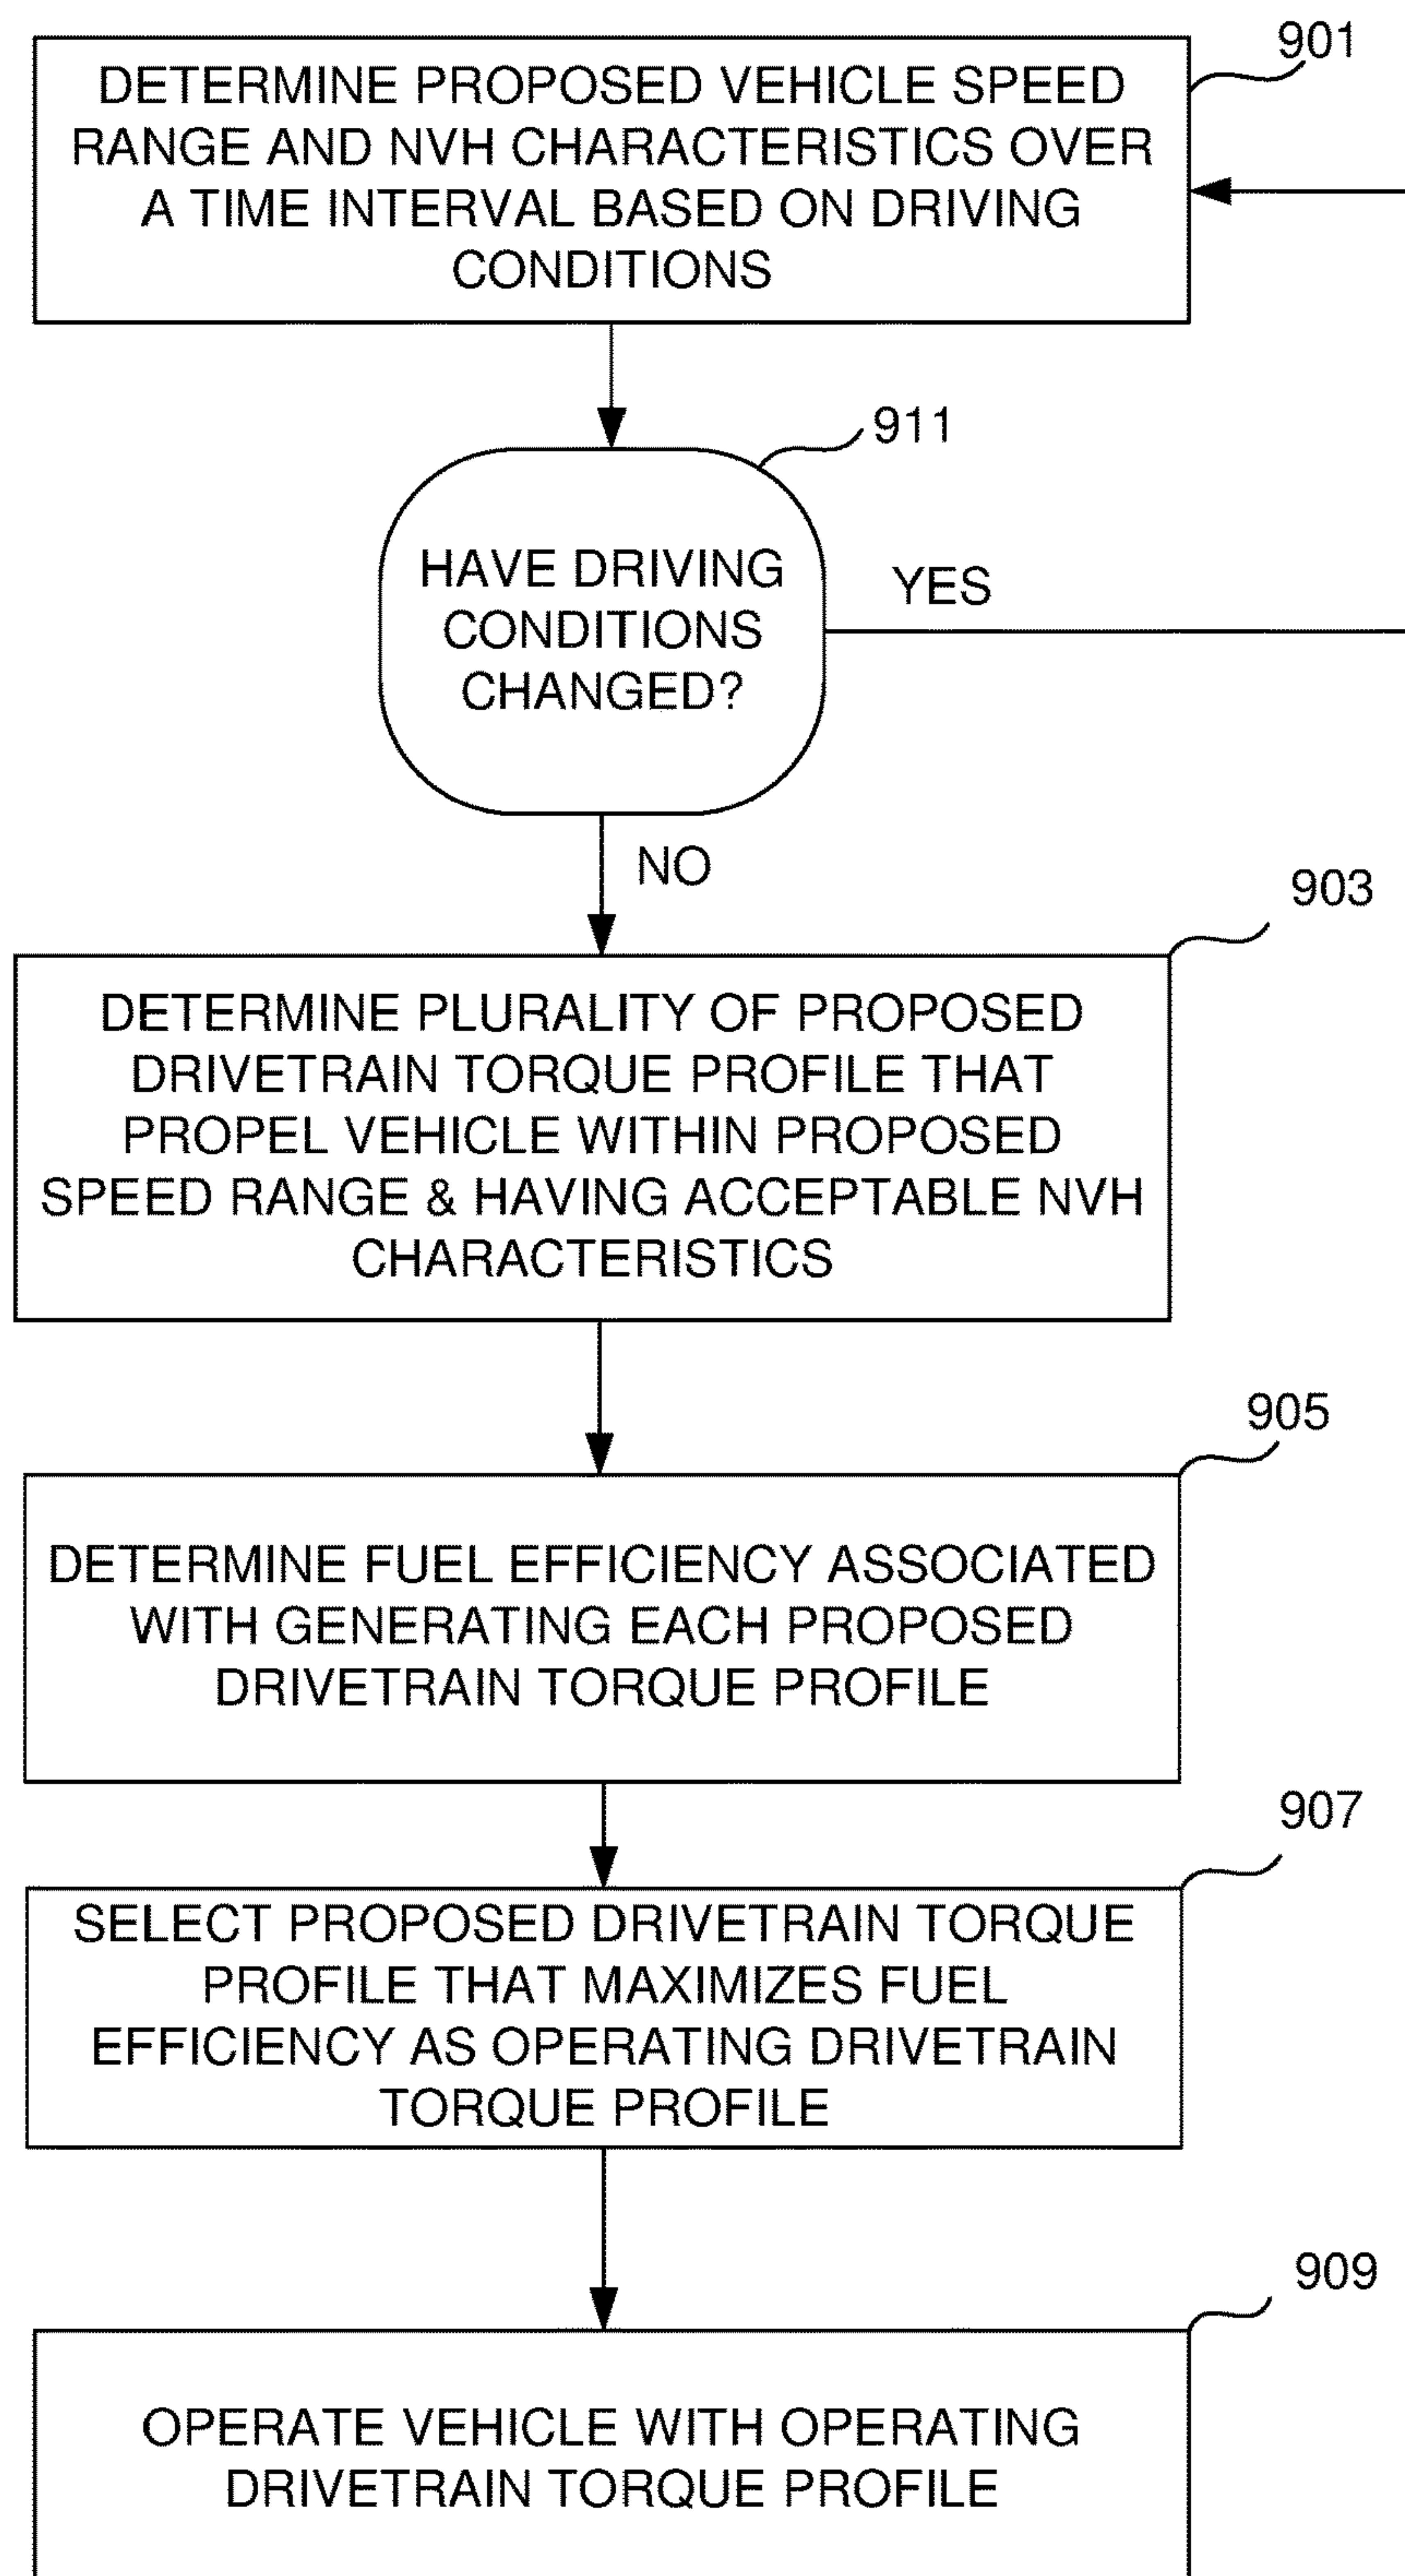 901
DETERMINE PROPOSED VEHICLE SPEED
RANGE AND NVH CHARACTERISTICS OVER
A TIME INTERVAL BASED ON DRIVING
CONDITIONS
911
HAVE DRIVING
CONDITIONS
CHANGED?
YES
NO
903
DETERMINE PLURALITY OF PROPOSED
DRIVETRAIN TORQUE PROFILE THAT
PROPEL VEHICLE WITHIN PROPOSED
SPEED RANGE & HAVING ACCEPTABLE NVH
CHARACTERISTICS
905
DETERMINE FUEL EFFICIENCY ASSOCIATED
WITH GENERATING EACH PROPOSED
DRIVETRAIN TORQUE PROFILE
907
SELECT PROPOSED DRIVETRAIN TORQUE
PROFILE THAT MAXIMIZES FUEL
EFFICIENCY AS OPERATING DRIVETRAIN
TORQUE PROFILE
909
OPERATE VEHICLE WITH OPERATING
DRIVETRAIN TORQUE PROFILE